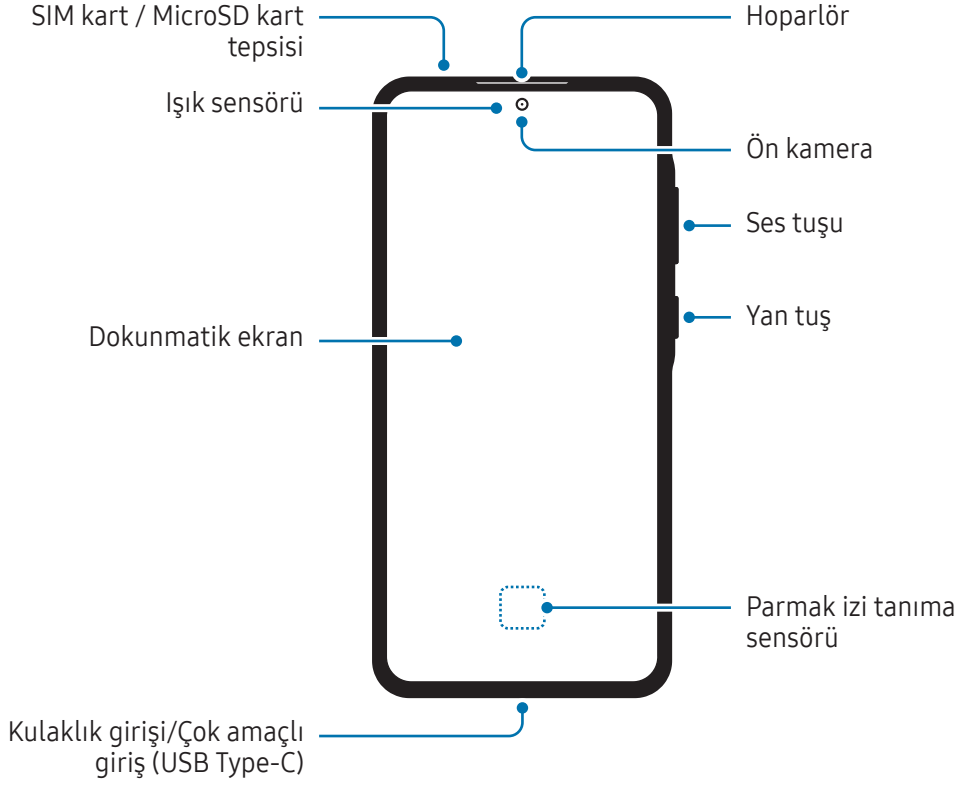 SIM kart / MicroSD kart
tepsisi
Işık sensörü
Dokunmatik ekran
Kulaklık girişi/Çok amaçlı
giriş (USB Type-C)
Hoparlör
Ön kamera
Ses tuşu
Yan tuş
Parmak izi tanıma
sensörü